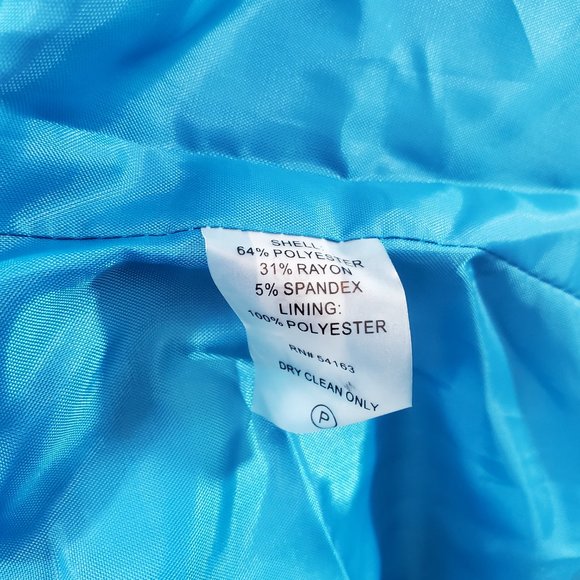 SHELL:
64% POLYESTER
31% RAYON
5% SPANDEX
LINING:
100% POLYESTER
RN# 54163
DRY CLEAN ONLY
P